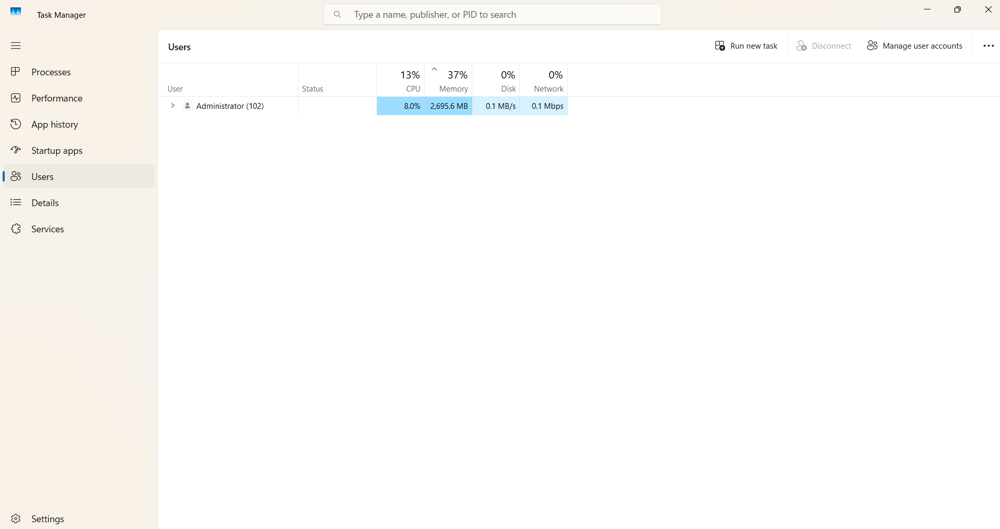 Task Manager
Type a name, publisher, or PID to search
Users
Run new task
Disconnect
Manage user accounts
Processes
Performance
App history
Startup apps
Users
Details
Services
Settings
13% 37% 0% 0%
User Status CPU Memory Disk Network
Administrator (102) 8.0% 2,695.6 MB 0.1 MB/s 0.1 Mbps